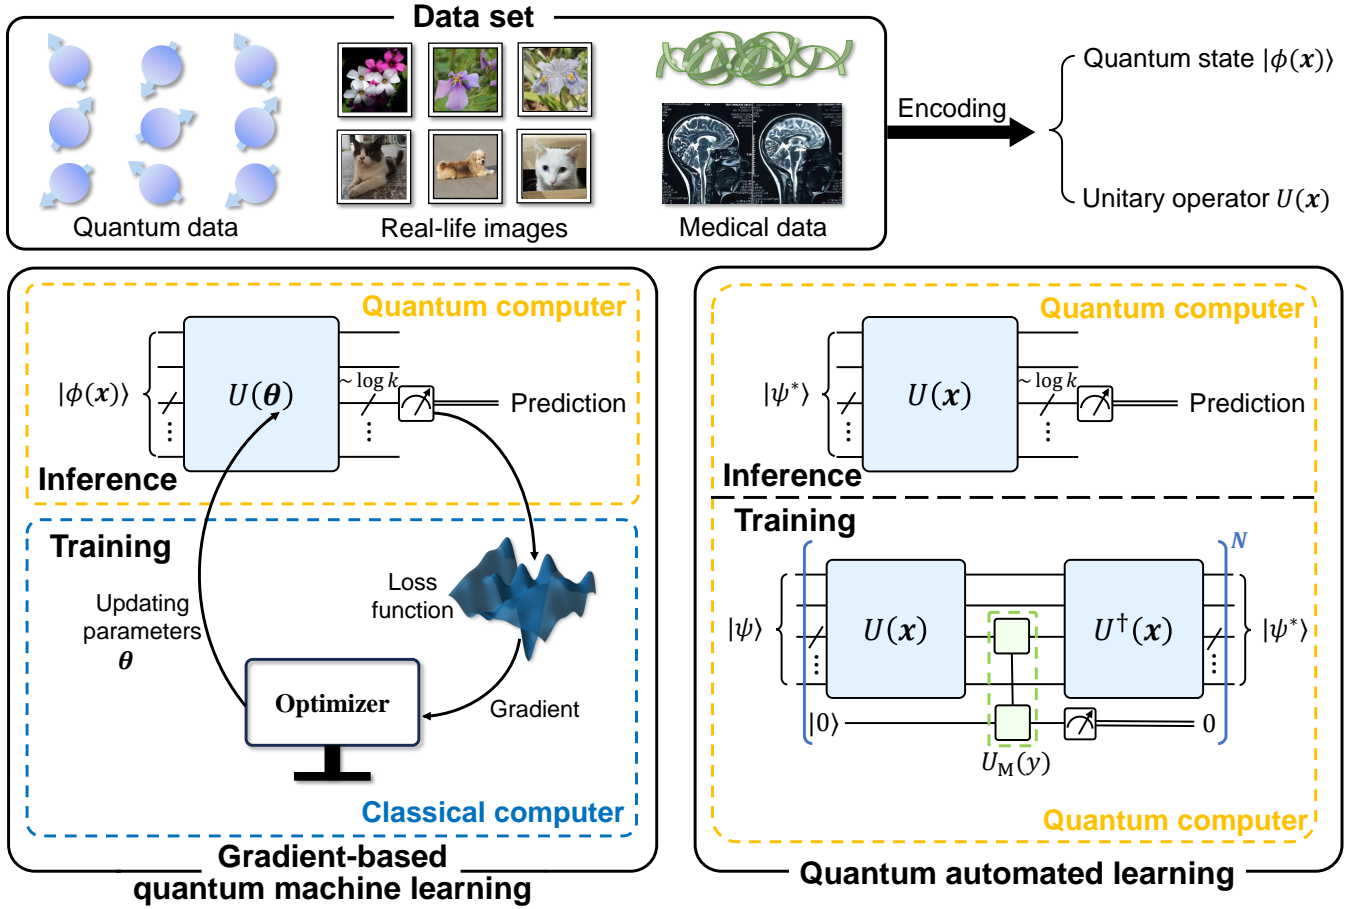 Data set
Quantum data
Real-life images
Medical data
Encoding
Quantum state |ϕ(𝒙)⟩
Unitary operator U(𝒙)
Quantum computer
|ϕ(𝒙)⟩
U(𝜽)
~ log k
Prediction
Inference
Training
Updating
parameters
𝜽
Loss
function
Gradient
Optimizer
Classical computer
Gradient-based
quantum machine learning
Quantum computer
|ψ*⟩
U(𝒙)
~ log k
Prediction
Inference
Training
N
|ψ⟩
U(𝒙)
U†(𝒙)
|ψ*⟩
|0⟩
0
U_M(y)
Quantum computer
Quantum automated learning